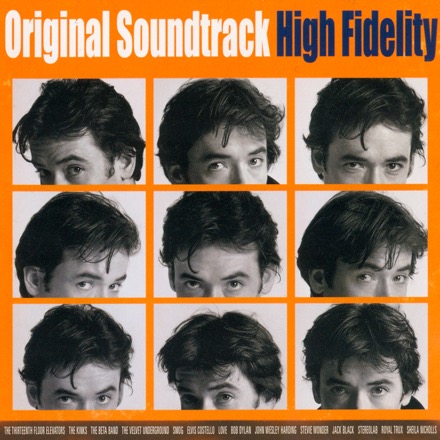 Original Soundtrack High Fidelity
THE THIRTEENTH FLOOR ELEVATORS THE KINKS THE BETA BAND THE VELVET UNDERGROUND SMOG ELVIS COSTELLO LOVE BOB DYLAN JOHN WESLEY HARDING STEVIE WONDER JACK BLACK STEREOLAB ROYAL TRUX SHEILA NICHOLLS